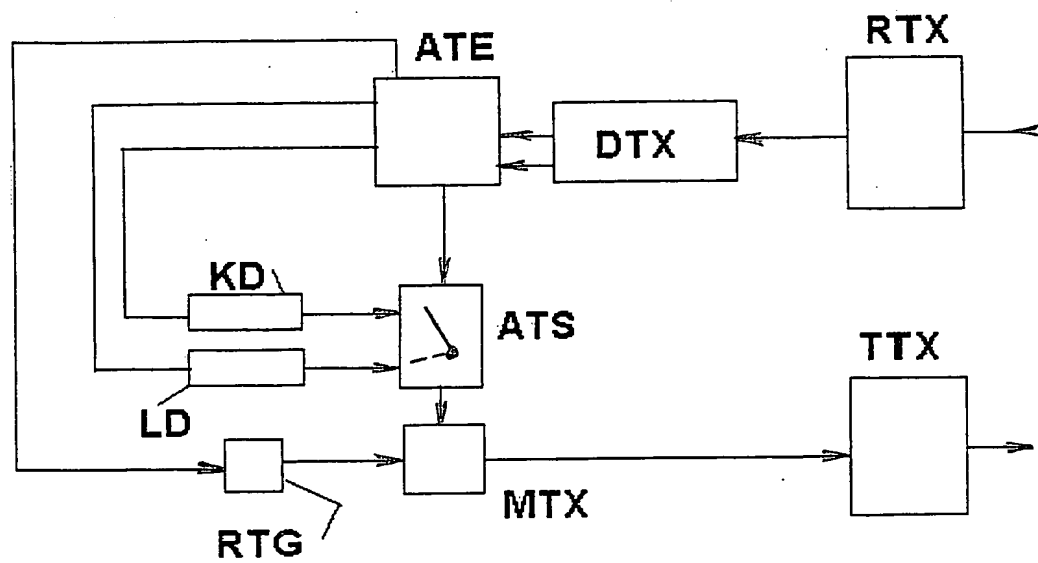 ATE
RTX
DTX
KD
ATS
TTX
LD
MTX
RTG